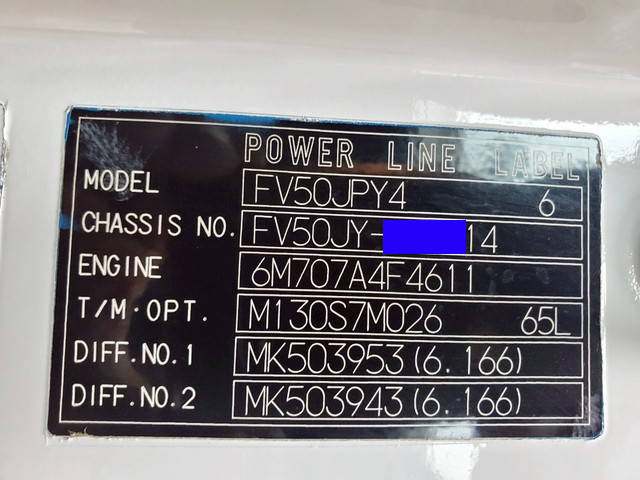 POWER LINE LABEL
MODEL FV50JPY4 6
CHASSIS NO. FV50JY- 14
ENGINE 6M707A4F4611
T/M·OPT. M130S7M026 65L
DIFF.NO.1 MK503953(6.166)
DIFF.NO.2 MK503943(6.166)